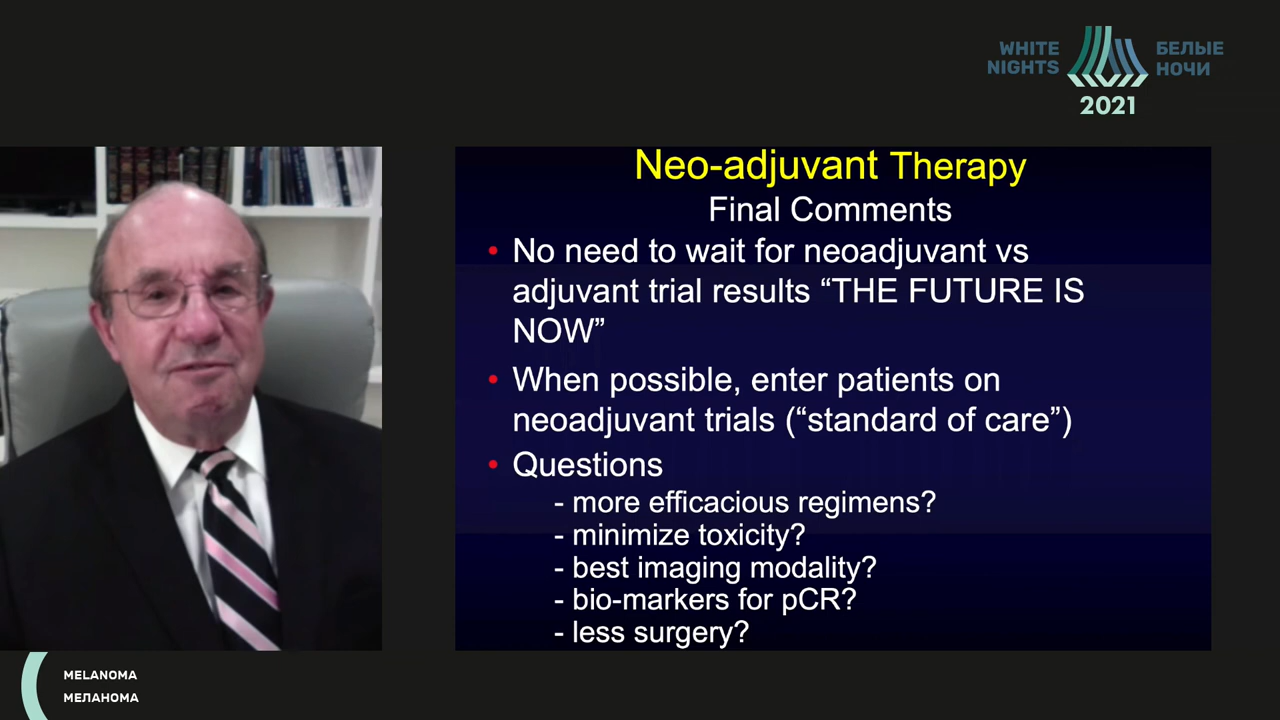 WHITE
NIGHTS
БЕЛЫЕ
НОЧИ
2021
Neo-adjuvant Therapy
Final Comments
• No need to wait for neoadjuvant vs
adjuvant trial results “THE FUTURE IS
NOW”
• When possible, enter patients on
neoadjuvant trials (“standard of care”)
• Questions
- more efficacious regimens?
- minimize toxicity?
- best imaging modality?
- bio-markers for pCR?
- less surgery?
MELANOMA
МЕЛАНОМА